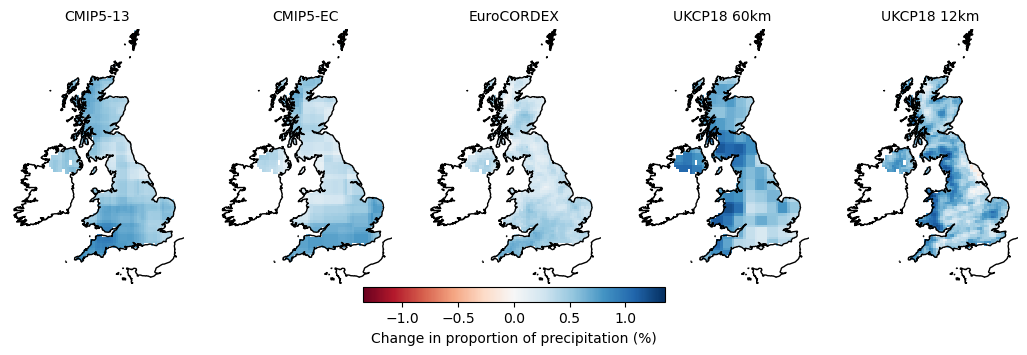 CMIP5-13 CMIP5-EC EuroCORDEX UKCP18 60km UKCP18 12km
−1.0 −0.5 0.0 0.5 1.0
Change in proportion of precipitation (%)